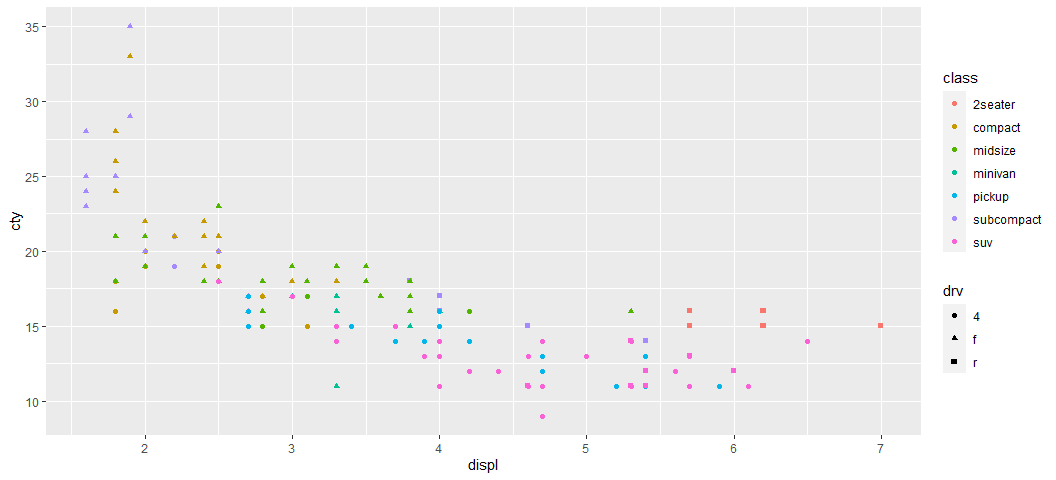 35
30
25
20
15
10
cty
2
3
4
5
6
7
displ
class
2seater
compact
midsize
minivan
pickup
subcompact
suv
drv
4
f
r